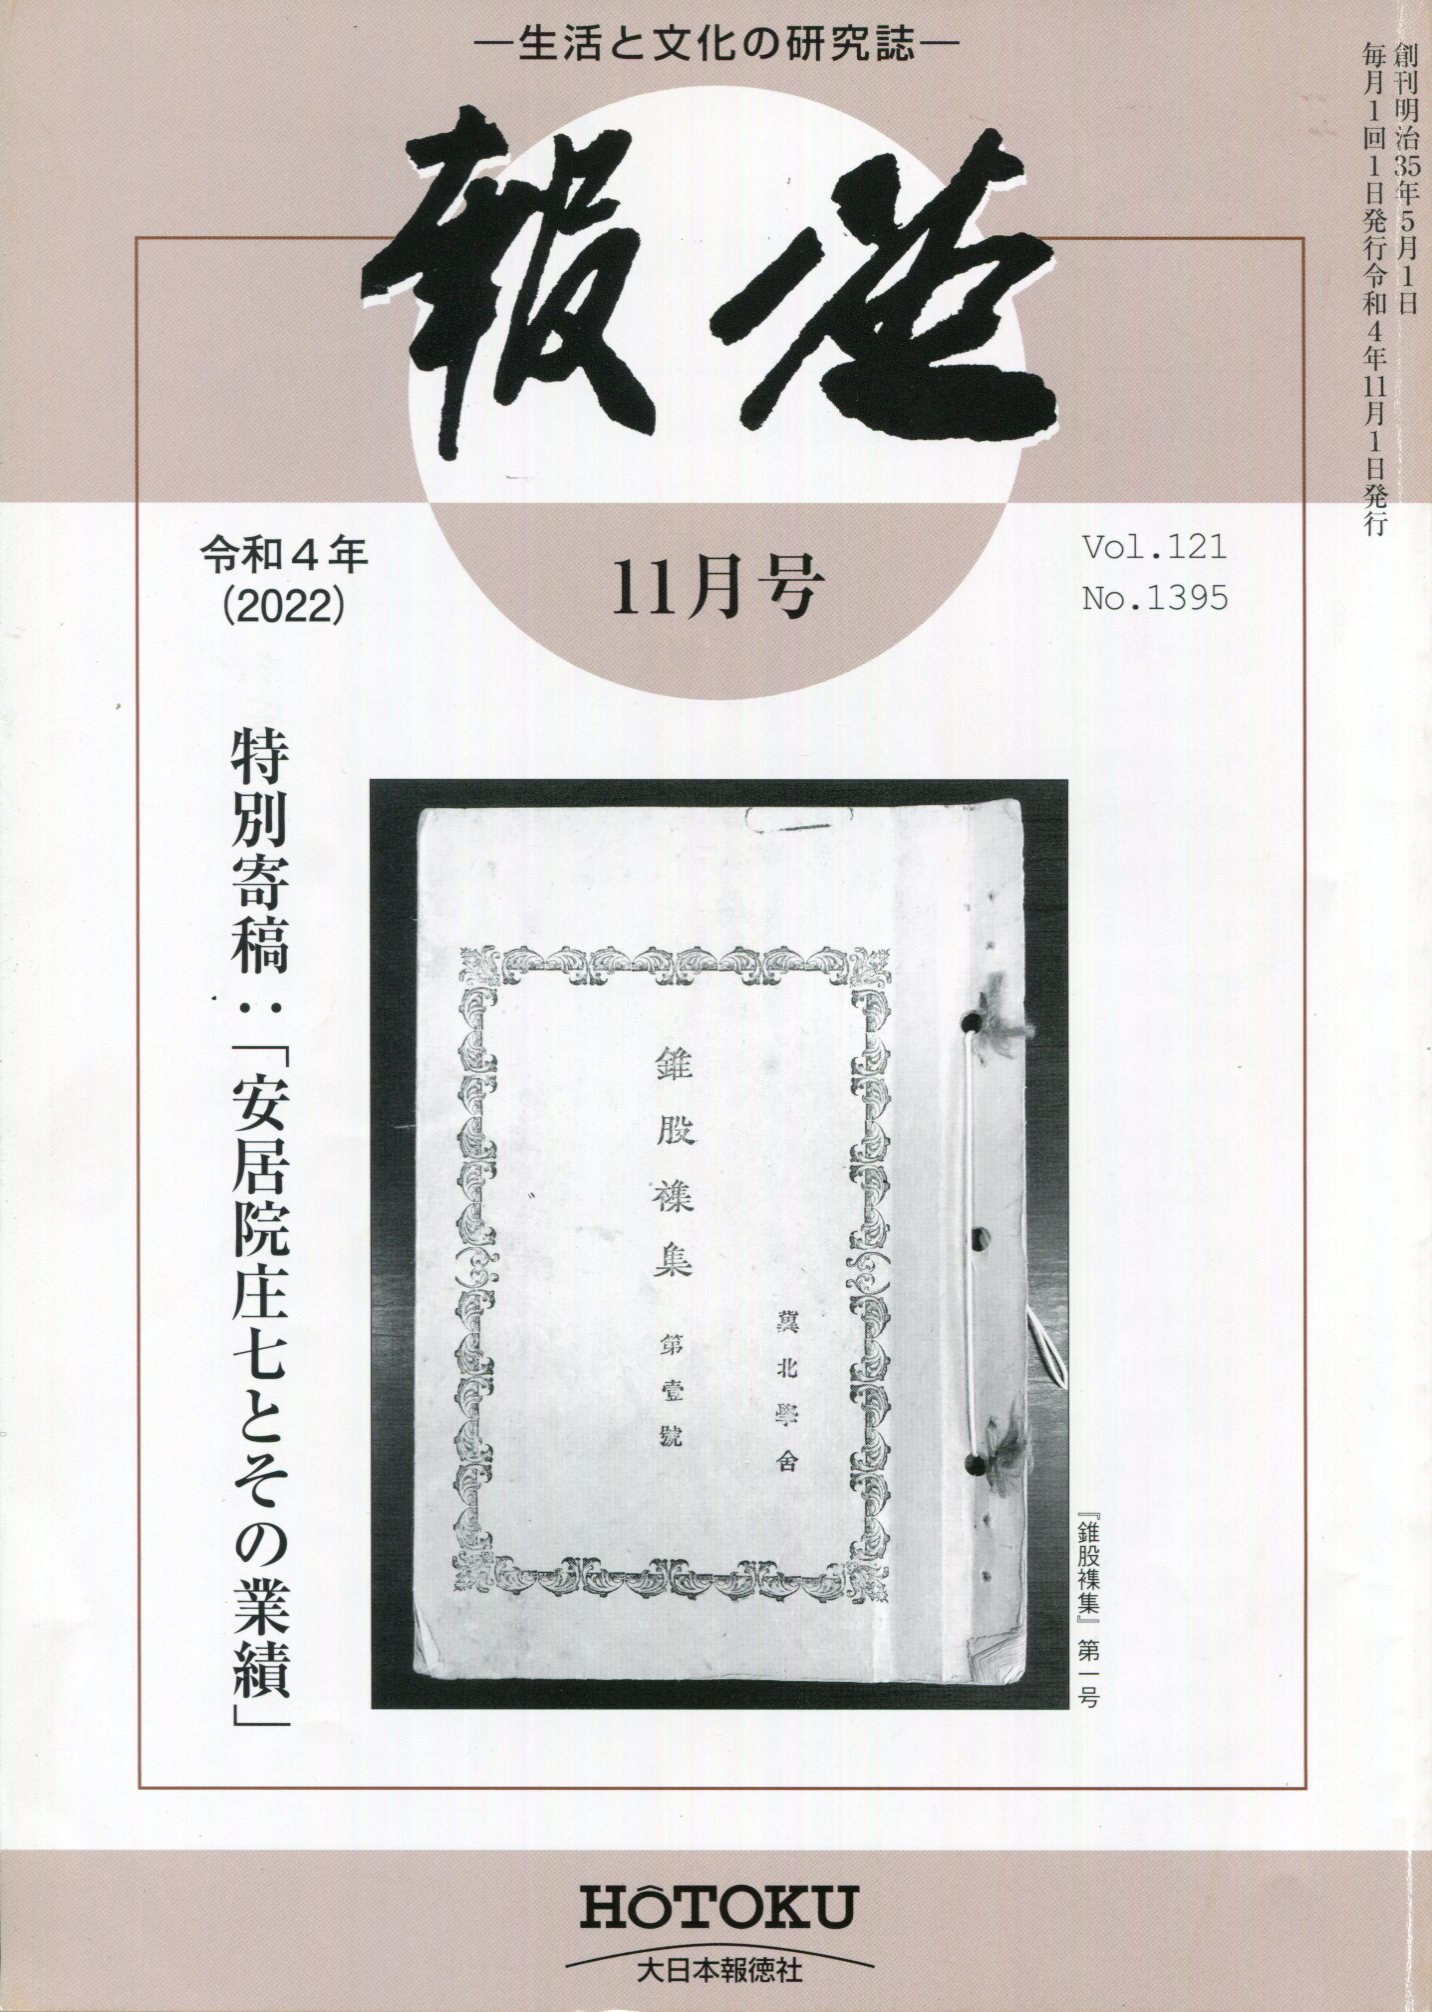 ―生活と文化の研究誌―
創刊明治35年5月1日
毎月1回1日発行令和4年11月1日発行
報徳
令和4年
(2022)
11月号
Vol.121
No.1395
特別寄稿：「安居院庄七とその業績」
冀北學舍
錐股襍集 第壹號
『錐股襍集』第一号
HÔTOKU
大日本報徳社